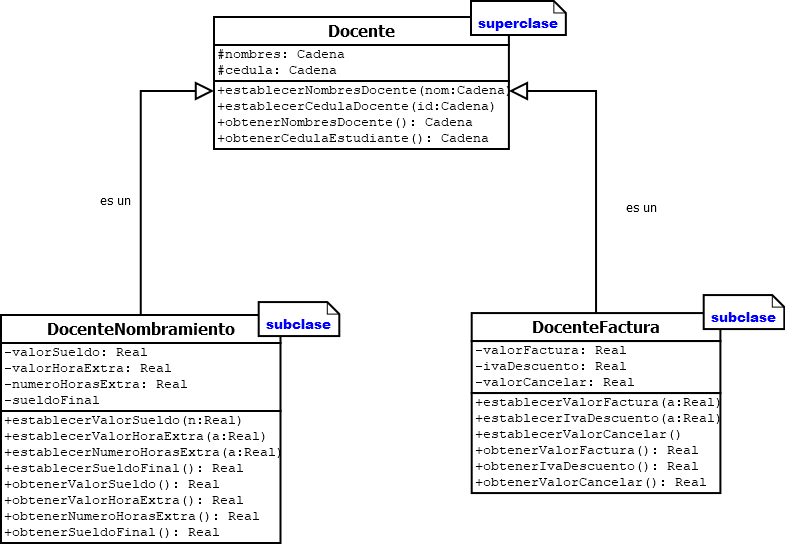 superclase
Docente
#nombres: Cadena
#cedula: Cadena
+establecerNombresDocente(nom:Cadena)
+establecerCedulaDocente(id:Cadena)
+obtenerNombresDocente(): Cadena
+obtenerCedulaEstudiante(): Cadena
es un
es un
subclase
DocenteNombramiento
-valorSueldo: Real
-valorHoraExtra: Real
-numeroHorasExtra: Real
-sueldoFinal
+establecerValorSueldo(n:Real)
+establecerValorHoraExtra(a:Real)
+establecerNumeroHorasExtra(a:Real)
+establecerSueldoFinal(): Real
+obtenerValorSueldo(): Real
+obtenerValorHoraExtra(): Real
+obtenerNumeroHorasExtra(): Real
+obtenerSueldoFinal(): Real
subclase
DocenteFactura
-valorFactura: Real
-ivaDescuento: Real
-valorCancelar: Real
+establecerValorFactura(a:Real)
+establecerIvaDescuento(a:Real)
+establecerValorCancelar()
+obtenerValorFactura(): Real
+obtenerIvaDescuento(): Real
+obtenerValorCancelar(): Real